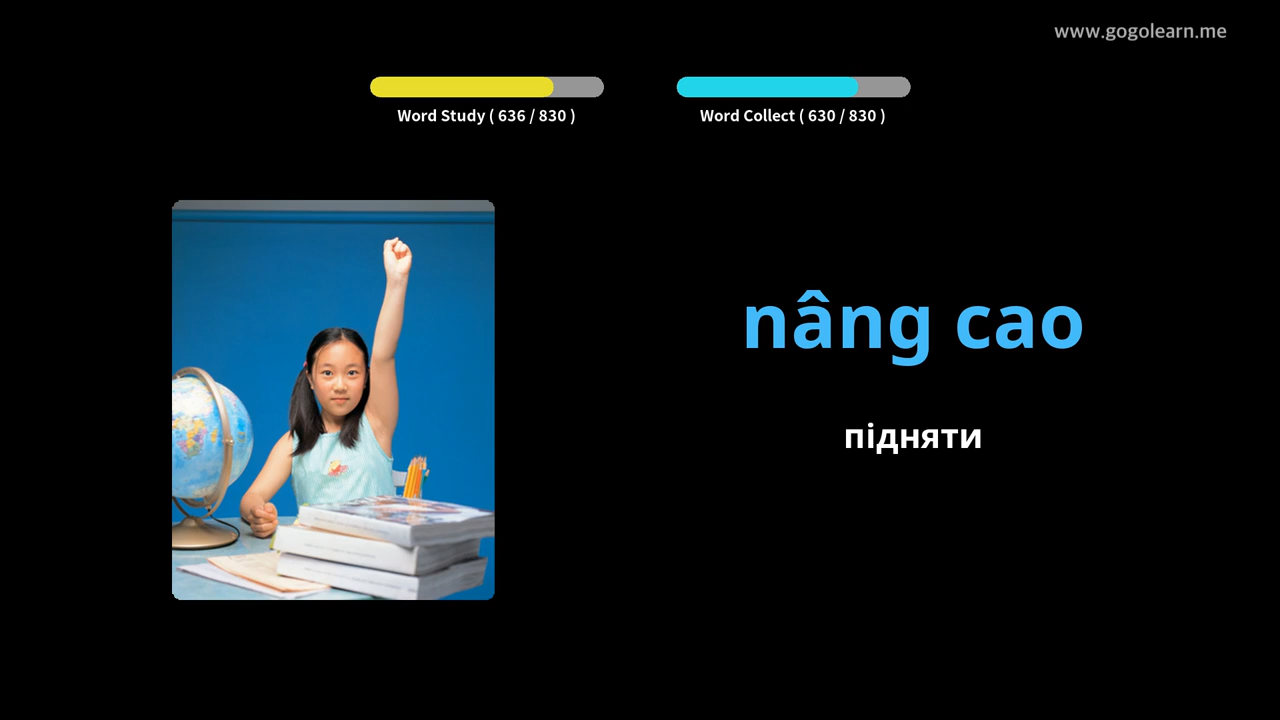 www.gogolearn.me
Word Study ( 636 / 830 )
Word Collect ( 630 / 830 )
nâng cao
підняти